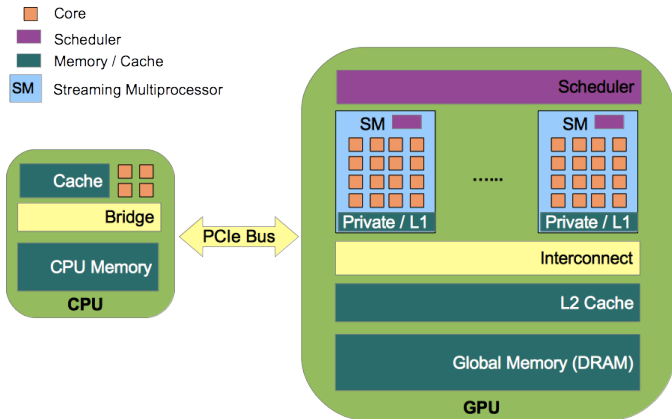 Core
Scheduler
Memory / Cache
SM Streaming Multiprocessor
Cache
Bridge
CPU Memory
CPU
PCIe Bus
Scheduler
SM
Private / L1
......
SM
Private / L1
Interconnect
L2 Cache
Global Memory (DRAM)
GPU